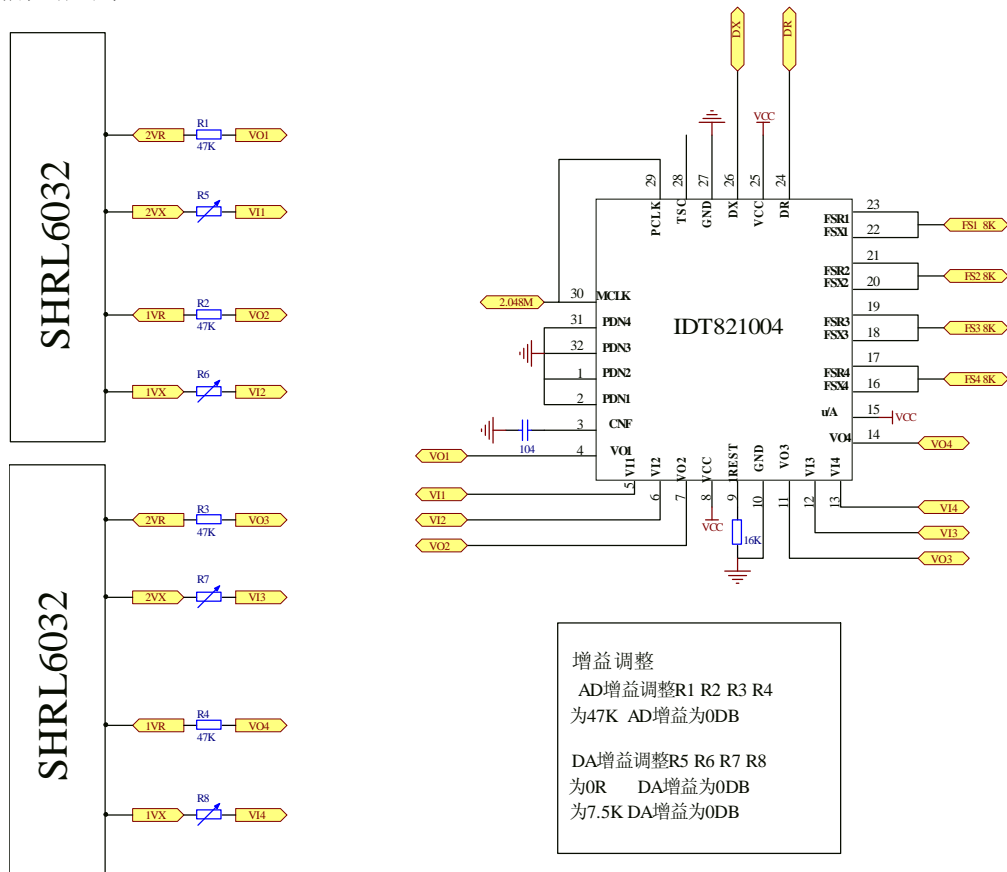 SHRL6032
2VR
R1
47K
VO1
2VX
R5
VI1
1VR
R2
47K
VO2
1VX
R6
VI2
SHRL6032
2VR
R3
47K
VO3
2VX
R7
VI3
1VR
R4
47K
VO4
1VX
R8
VI4
DX
DR
VCC
29
28
27
26
25
24
PCLK
TSC
GND
DX
VCC
DR
2.048M
30
MCLK
31
PDN4
32
PDN3
1
PDN2
2
PDN1
3
CNF
104
4
VO1
VO1
VI1
VI2
VO2
IDT821004
FSR1
23
FSX1
22
FS1 8K
FSR2
21
FSX2
20
FS2 8K
FSR3
19
FSX3
18
FS3 8K
FSR4
17
FSX4
16
FS4 8K
u/A
15
VCC
VO4
14
VO4
VI1
VI2
VO2
VCC
IREST
GND
VO3
VI3
VI4
5
6
7
8
9
10
11
12
13
VCC
16K
VI4
VI3
VO3
增益调整
AD增益调整R1 R2 R3 R4
为47K AD增益为0DB
DA增益调整R5 R6 R7 R8
为0R DA增益为0DB
为7.5K DA增益为0DB